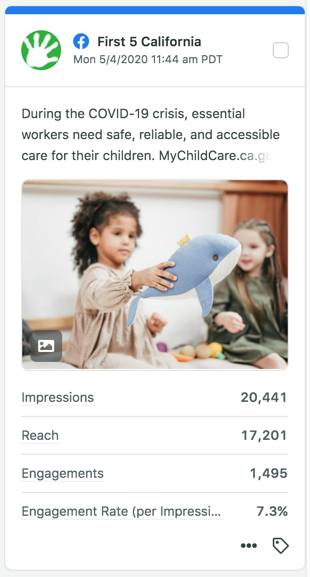 First 5 California
Mon 5/4/2020 11:44 am PDT
During the COVID-19 crisis, essential
workers need safe, reliable, and accessible
care for their children. MyChildCare.ca.go
Impressions 20,441
Reach 17,201
Engagements 1,495
Engagement Rate (per Impressi... 7.3%